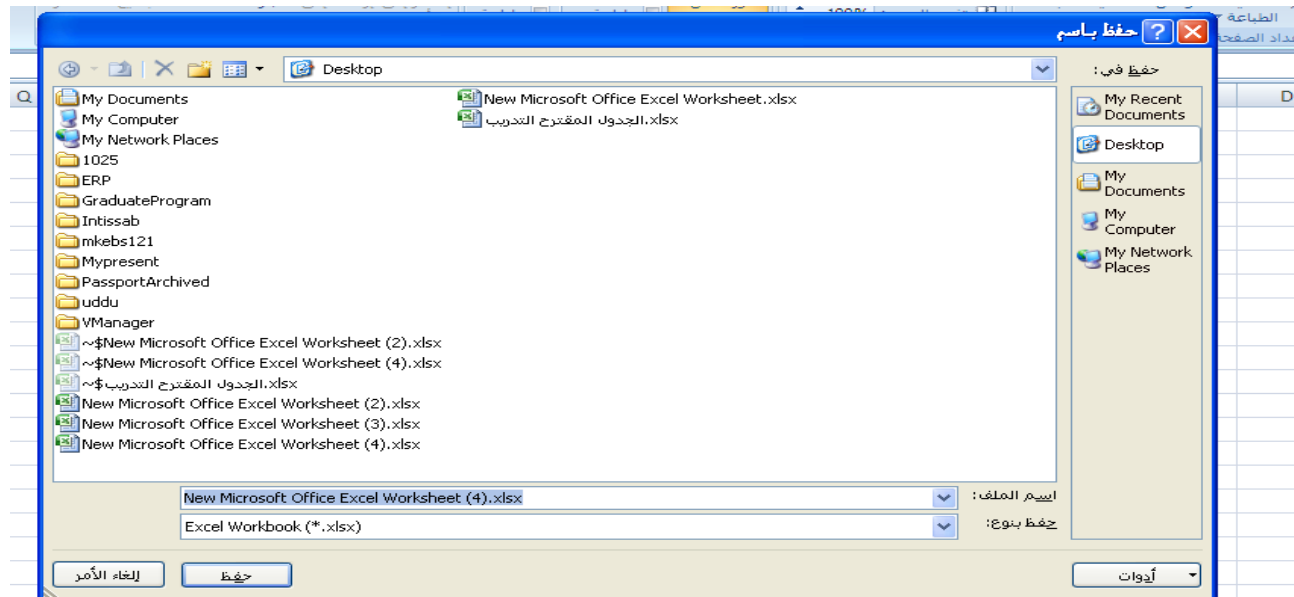 100%
الطباعة
إعداد الصفحة
حفظ باسم
حفظ في:
Desktop
Q
D
My Documents
My Computer
My Network Places
1025
ERP
GraduateProgram
Intissab
mkebs121
Mypresent
PassportArchived
uddu
VManager
~$New Microsoft Office Excel Worksheet (2).xlsx
~$New Microsoft Office Excel Worksheet (4).xlsx
~$الجدول المقترح التدريب.xlsx
New Microsoft Office Excel Worksheet (2).xlsx
New Microsoft Office Excel Worksheet (3).xlsx
New Microsoft Office Excel Worksheet (4).xlsx
New Microsoft Office Excel Worksheet.xlsx
الجدول المقترح التدريب.xlsx
My Recent
Documents
Desktop
My
Documents
My
Computer
My Network
Places
اسم الملف:
New Microsoft Office Excel Worksheet (4).xlsx
حفظ بنوع:
Excel Workbook (*.xlsx)
أدوات
حفظ
إلغاء الأمر